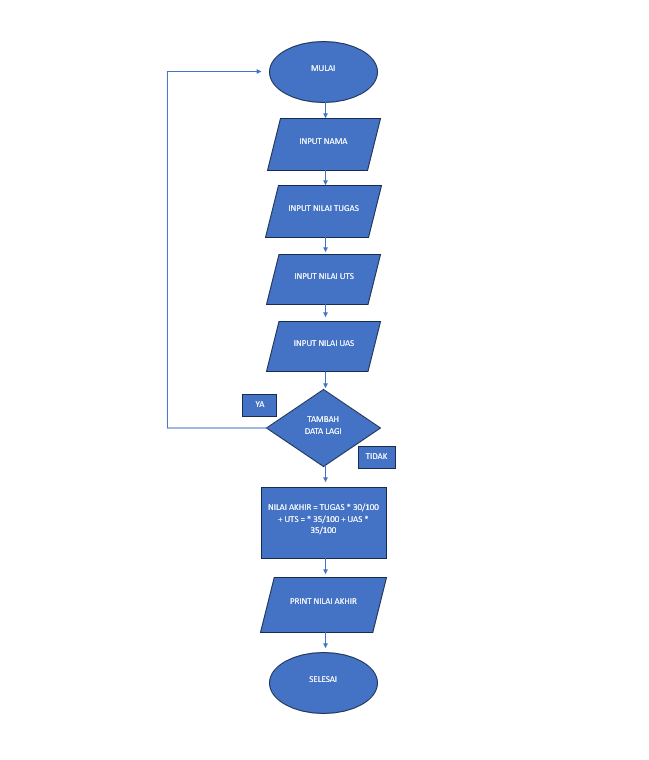 MULAI
INPUT NAMA
INPUT NILAI TUGAS
INPUT NILAI UTS
INPUT NILAI UAS
YA
TAMBAH
DATA LAGI
TIDAK
NILAI AKHIR = TUGAS * 30/100
+ UTS = * 35/100 + UAS *
35/100
PRINT NILAI AKHIR
SELESAI